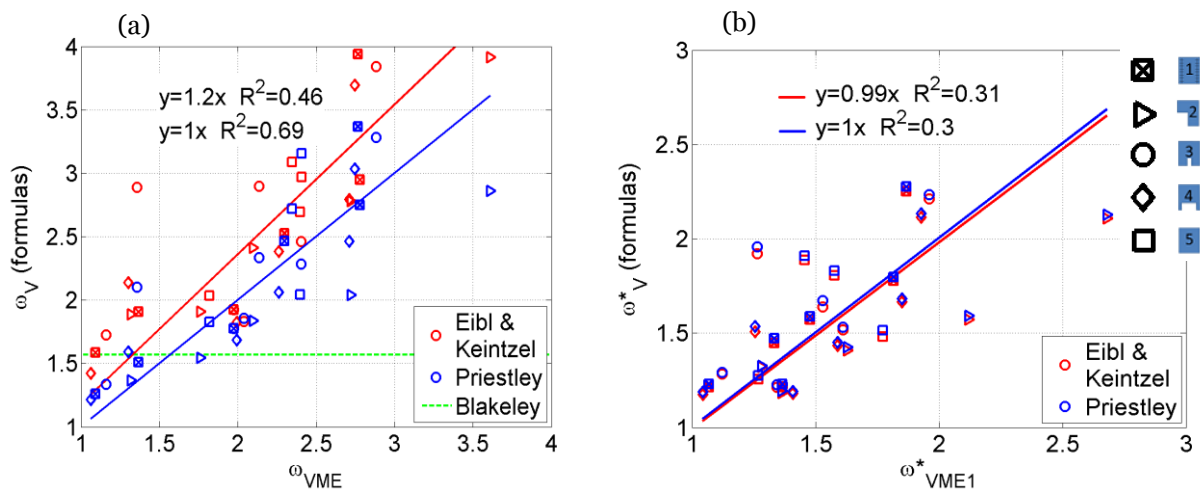 (a)
4
3.5
3
2.5
2
1.5
1
1
1.5
2
2.5
3
3.5
4
ω_V (formulas)
ω_VME
y=1.2x R²=0.46
y=1x R²=0.69
Eibl &
Keintzel
Priestley
Blakeley
(b)
3
2.5
2
1.5
1
1
1.5
2
2.5
3
ω*_V (formulas)
ω*_VME1
y=0.99x R²=0.31
y=1x R²=0.3
Eibl &
Keintzel
Priestley
1
2
3
4
5